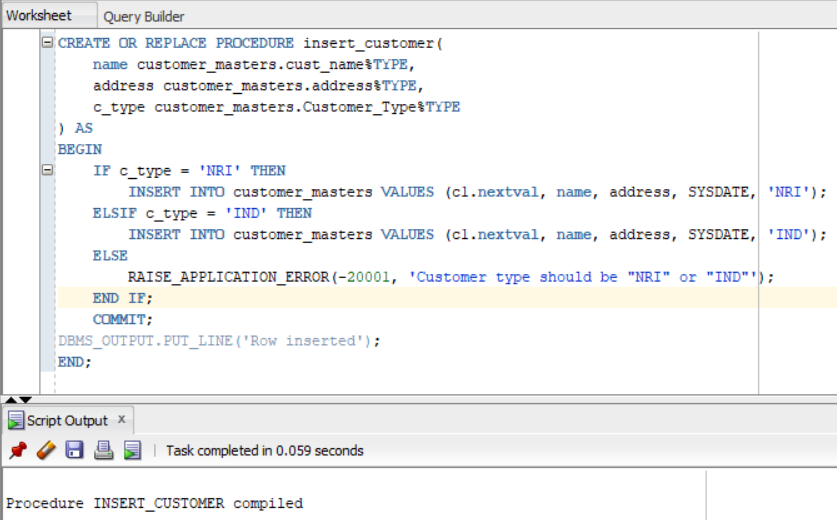 Worksheet Query Builder
CREATE OR REPLACE PROCEDURE insert_customer(
name customer_masters.cust_name%TYPE,
address customer_masters.address%TYPE,
c_type customer_masters.Customer_Type%TYPE
) AS
BEGIN
IF c_type = 'NRI' THEN
INSERT INTO customer_masters VALUES (c1.nextval, name, address, SYSDATE, 'NRI');
ELSIF c_type = 'IND' THEN
INSERT INTO customer_masters VALUES (c1.nextval, name, address, SYSDATE, 'IND');
ELSE
RAISE_APPLICATION_ERROR(-20001, 'Customer type should be "NRI" or "IND"');
END IF;
COMMIT;
DBMS_OUTPUT.PUT_LINE('Row inserted');
END;
Script Output x
Task completed in 0.059 seconds
Procedure INSERT_CUSTOMER compiled